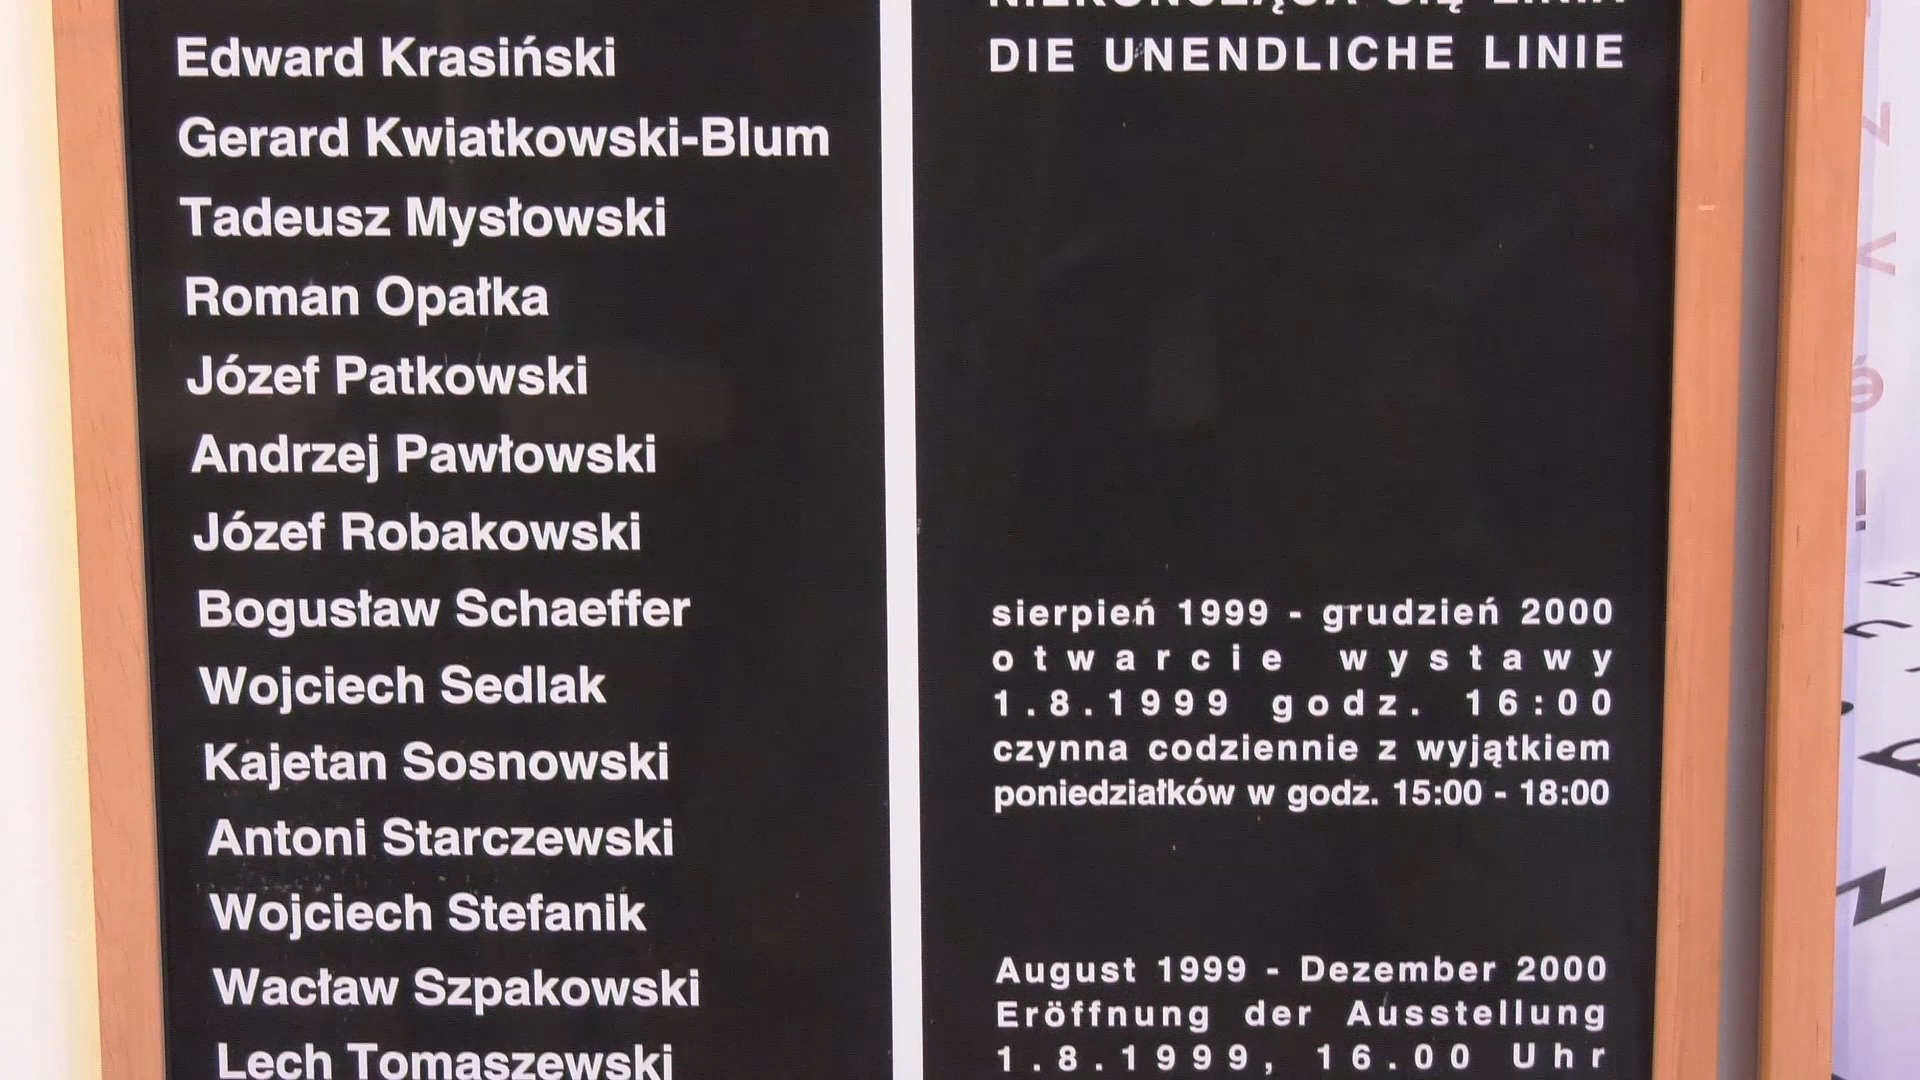 Edward Krasiński
Gerard Kwiatkowski-Blum
Tadeusz Mysłowski
Roman Opałka
Józef Patkowski
Andrzej Pawłowski
Józef Robakowski
Bogusław Schaeffer
Wojciech Sedlak
Kajetan Sosnowski
Antoni Starczewski
Wojciech Stefanik
Wacław Szpakowski
Lech Tomaszewski
NIEKOŃCZĄCA SIĘ LINIA
DIE UNENDLICHE LINIE
sierpień 1999 - grudzień 2000
otwarcie wystawy
1.8.1999 godz. 16:00
czynna codziennie z wyjątkiem
poniedziałków w godz. 15:00 - 18:00
August 1999 - Dezember 2000
Eröffnung der Ausstellung
1.8.1999, 16.00 Uhr